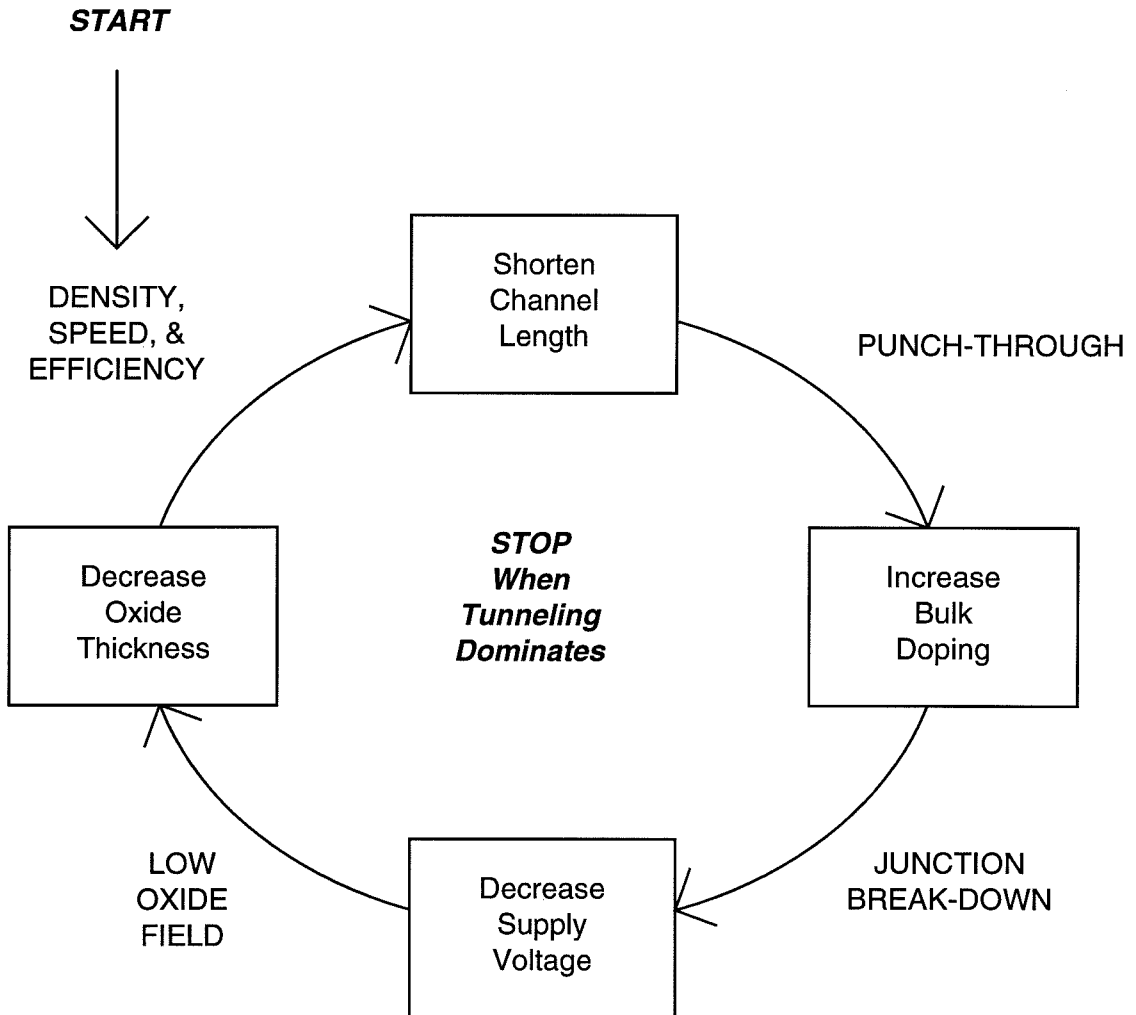 START
DENSITY,
SPEED, &
EFFICIENCY
Shorten
Channel
Length
PUNCH-THROUGH
Decrease
Oxide
Thickness
STOP
When
Tunneling
Dominates
Increase
Bulk
Doping
LOW
OXIDE
FIELD
Decrease
Supply
Voltage
JUNCTION
BREAK-DOWN